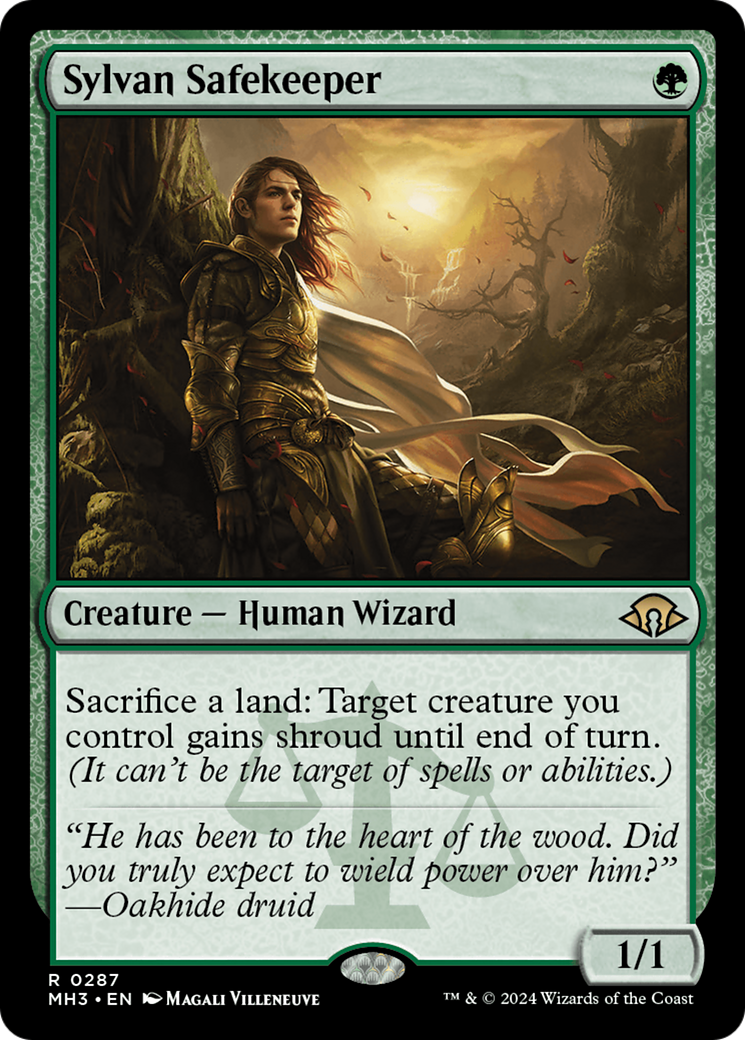 Sylvan Safekeeper
Creature — Human Wizard
Sacrifice a land: Target creature you
control gains shroud until end of turn.
(It can't be the target of spells or abilities.)
“He has been to the heart of the wood. Did
you truly expect to wield power over him?”
—Oakhide druid
1/1
R 0287
MH3 • EN Magali Villeneuve
™ & © 2024 Wizards of the Coast